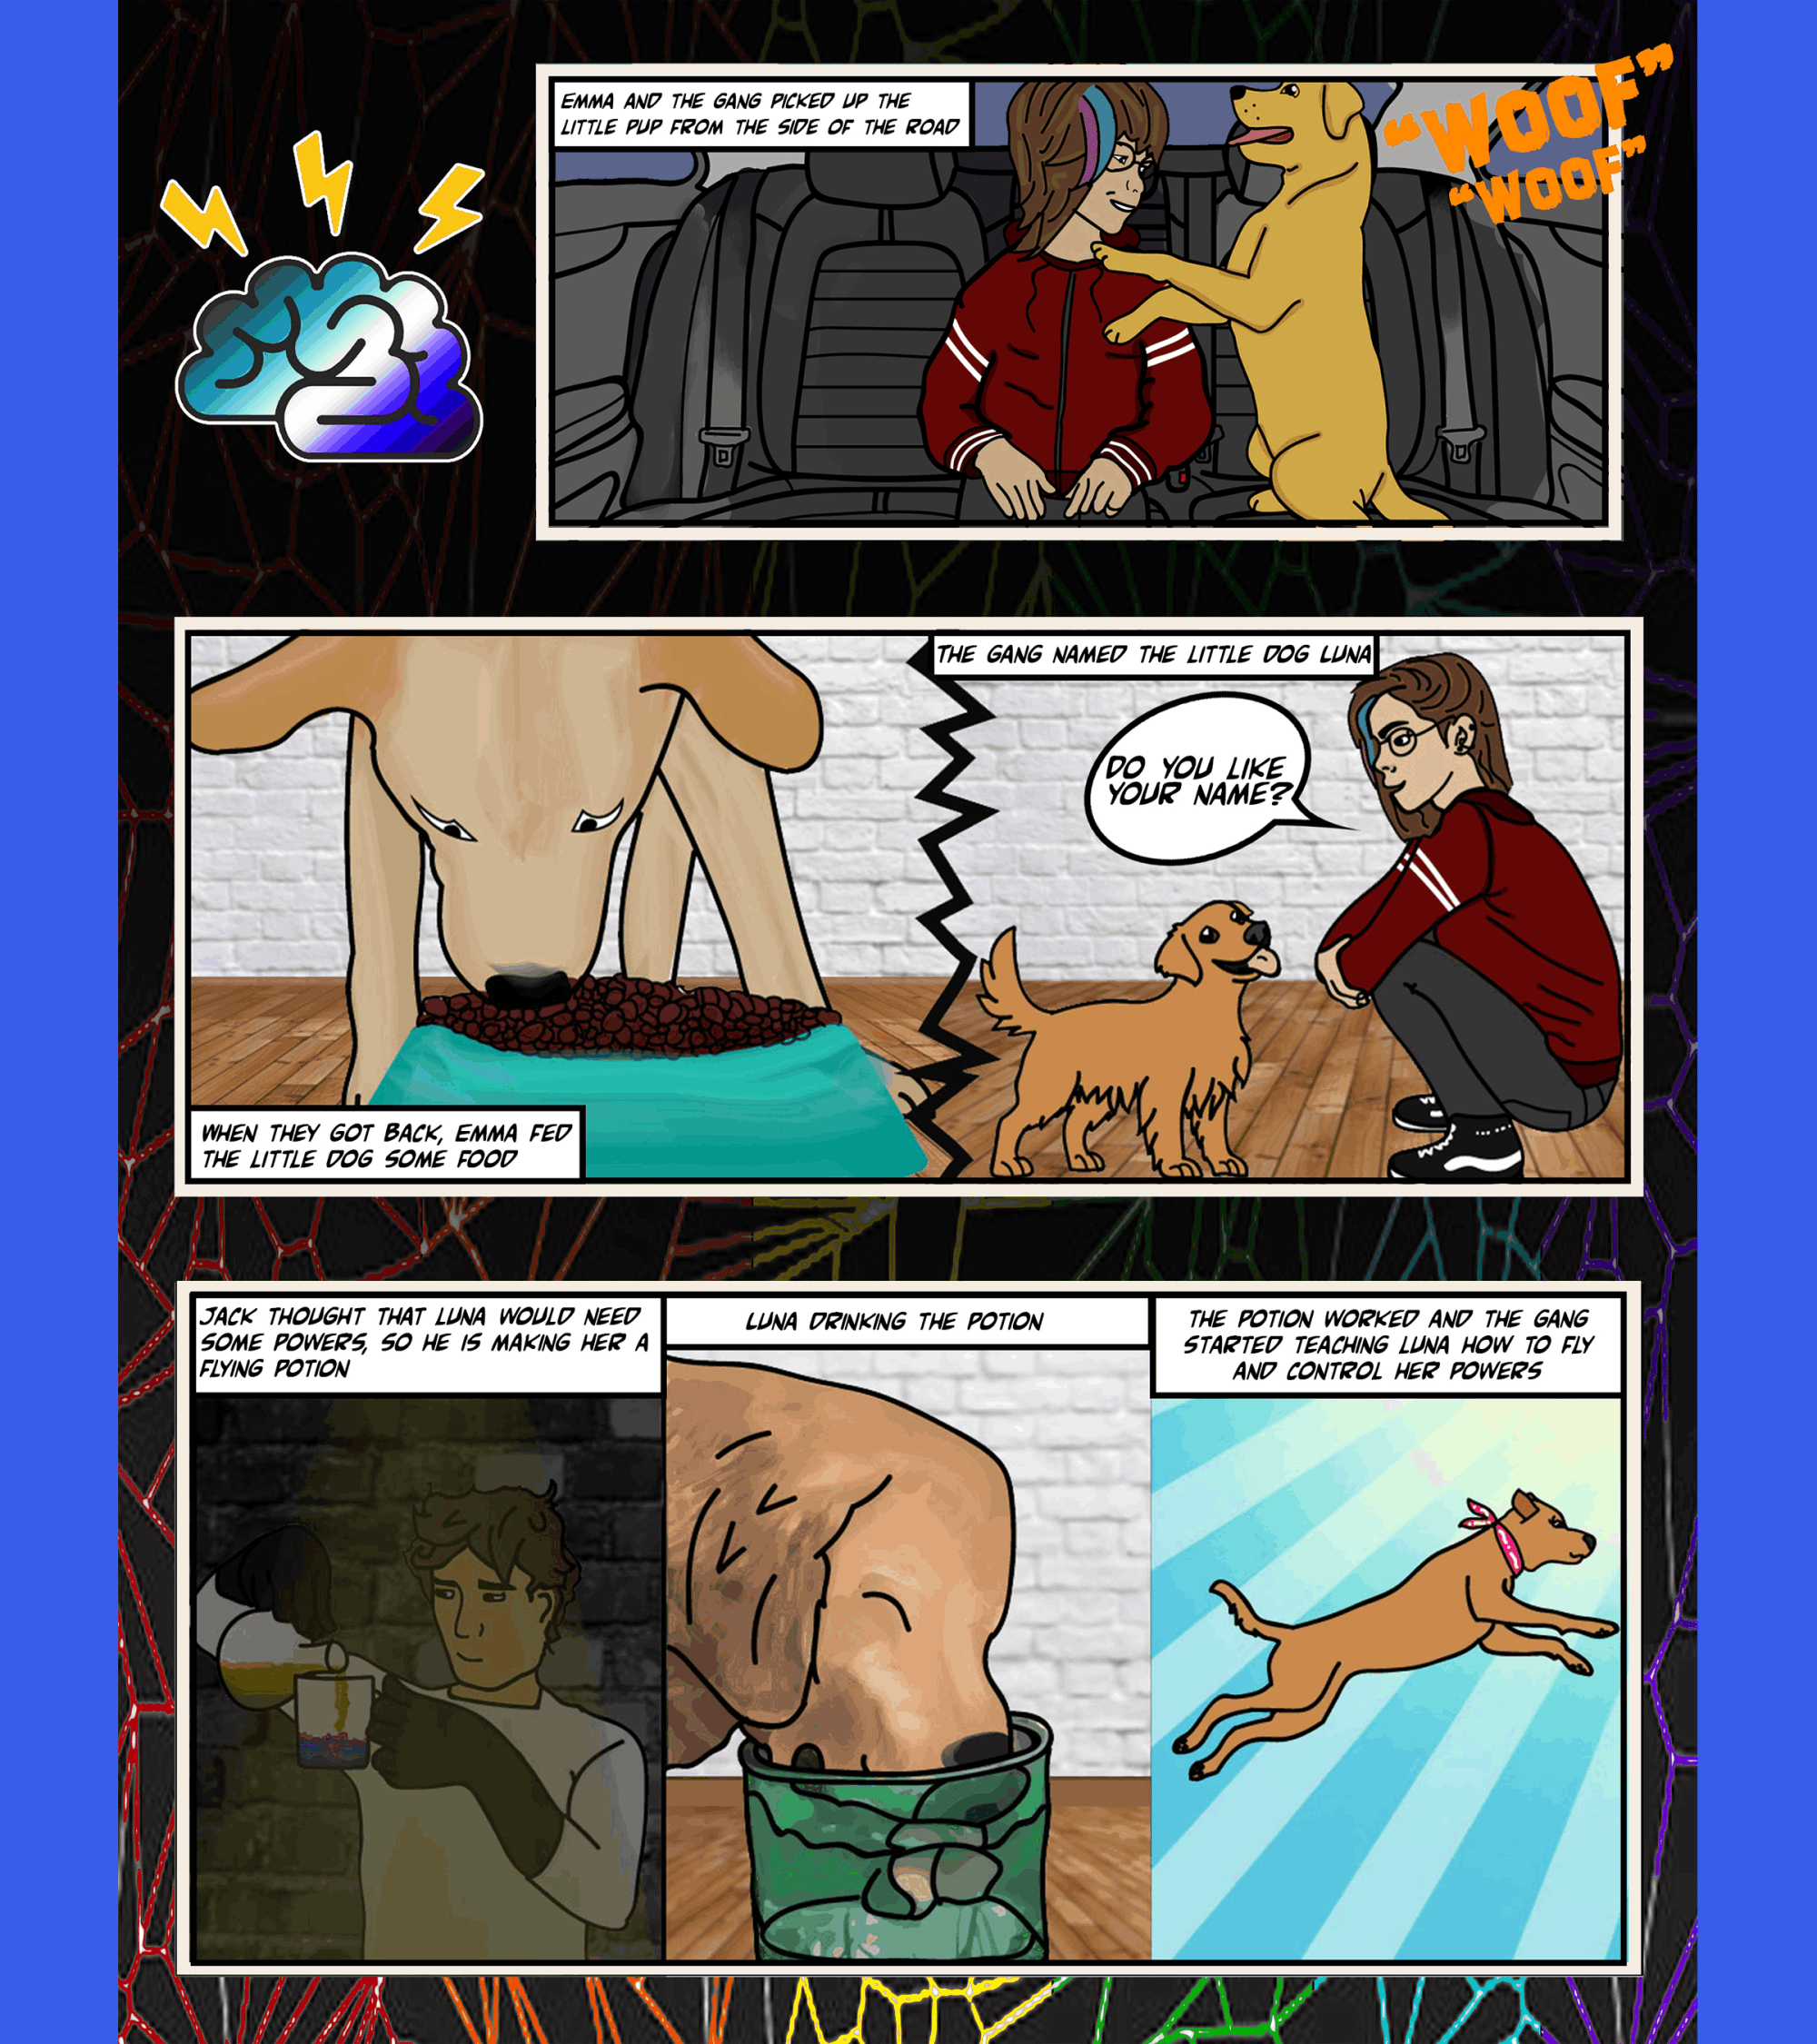 EMMA AND THE GANG PICKED UP THE
LITTLE PUP FROM THE SIDE OF THE ROAD
“WOOF”
“WOOF”
THE GANG NAMED THE LITTLE DOG LUNA
DO YOU LIKE
YOUR NAME?
WHEN THEY GOT BACK, EMMA FED
THE LITTLE DOG SOME FOOD
JACK THOUGHT THAT LUNA WOULD NEED
SOME POWERS, SO HE IS MAKING HER A
FLYING POTION
LUNA DRINKING THE POTION
THE POTION WORKED AND THE GANG
STARTED TEACHING LUNA HOW TO FLY
AND CONTROL HER POWERS